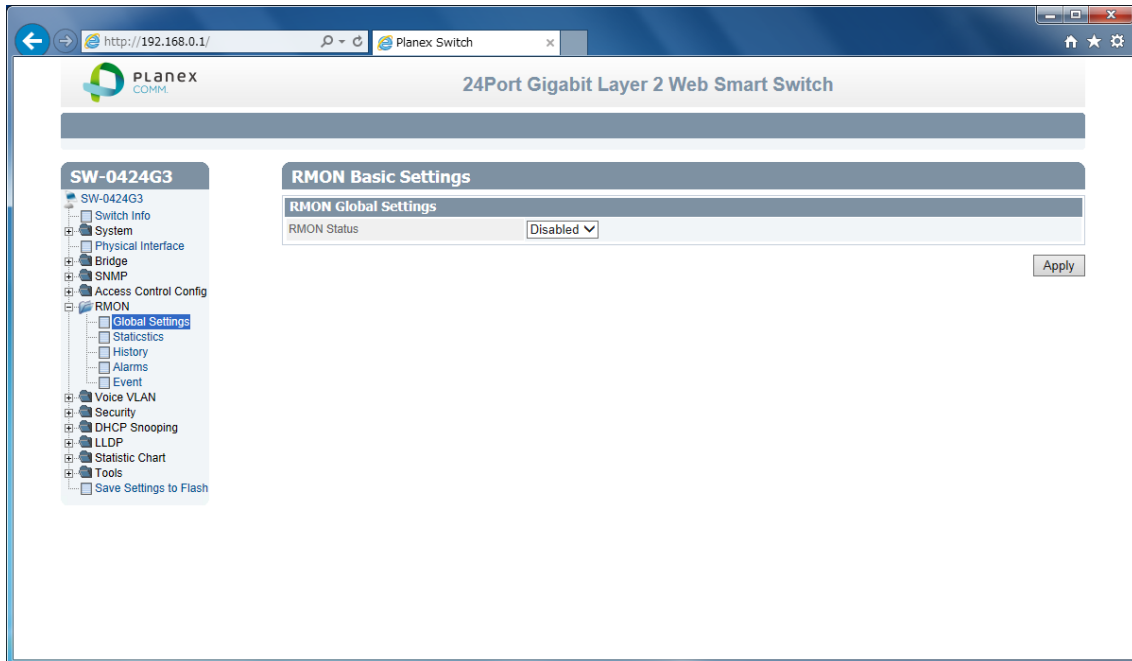 http://192.168.0.1/
Planex Switch
PLANEX
COMM.
24Port Gigabit Layer 2 Web Smart Switch
SW-0424G3
SW-0424G3
Switch Info
System
Physical Interface
Bridge
SNMP
Access Control Config
RMON
Global Settings
Staticstics
History
Alarms
Event
Voice VLAN
Security
DHCP Snooping
LLDP
Statistic Chart
Tools
Save Settings to Flash
RMON Basic Settings
RMON Global Settings
RMON Status Disabled
Apply